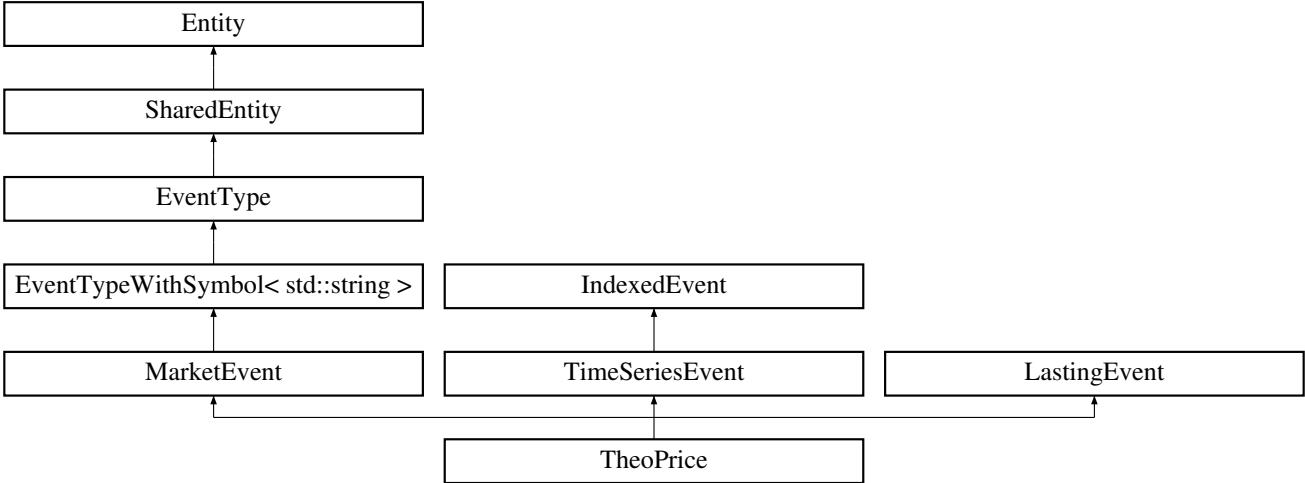 Entity
SharedEntity
EventType
EventTypeWithSymbol< std::string >
IndexedEvent
MarketEvent
TimeSeriesEvent
LastingEvent
TheoPrice